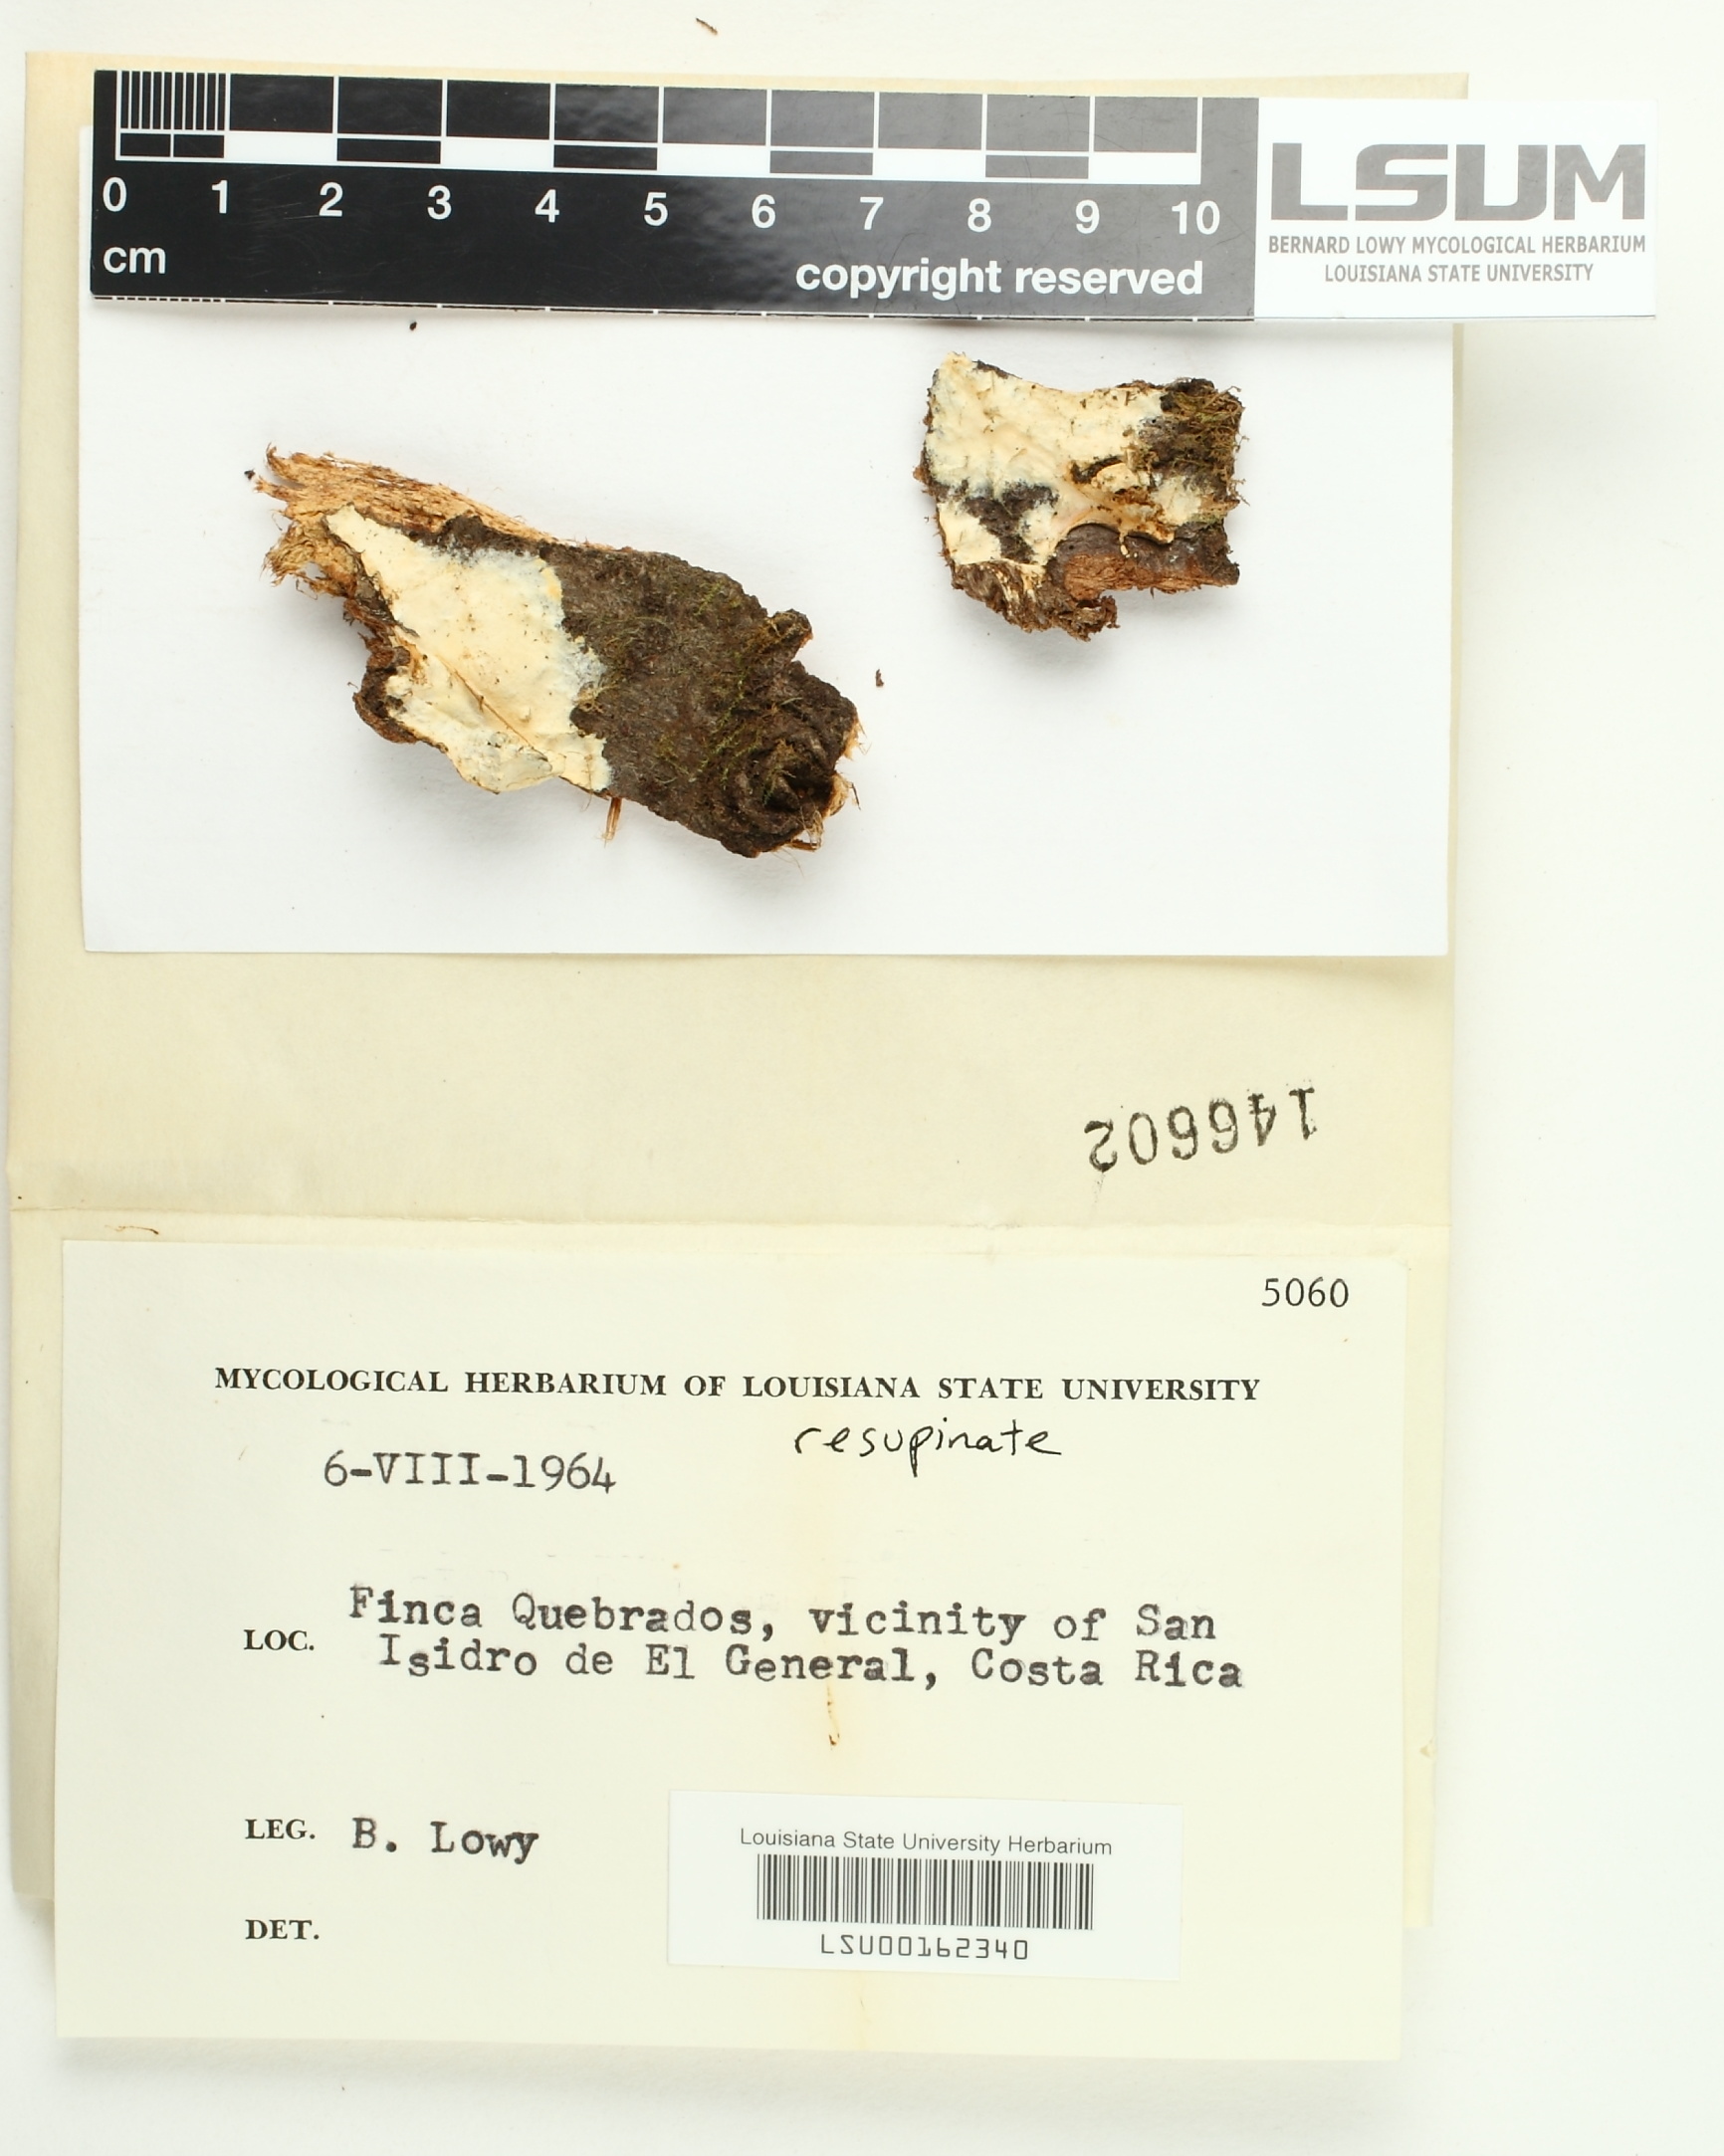 0 1 2 3 4 5 6 7 8 9 10
cm
copyright reserved
LSUM
BERNARD LOWY MYCOLOGICAL HERBARIUM
LOUISIANA STATE UNIVERSITY
146602
5060
MYCOLOGICAL HERBARIUM OF LOUISIANA STATE UNIVERSITY
resupinate
6-VIII-1964
LOC. Finca Quebrados, vicinity of San
Isidro de El General, Costa Rica
LEG. B. Lowy
Louisiana State University Herbarium
LSU00162340
DET.